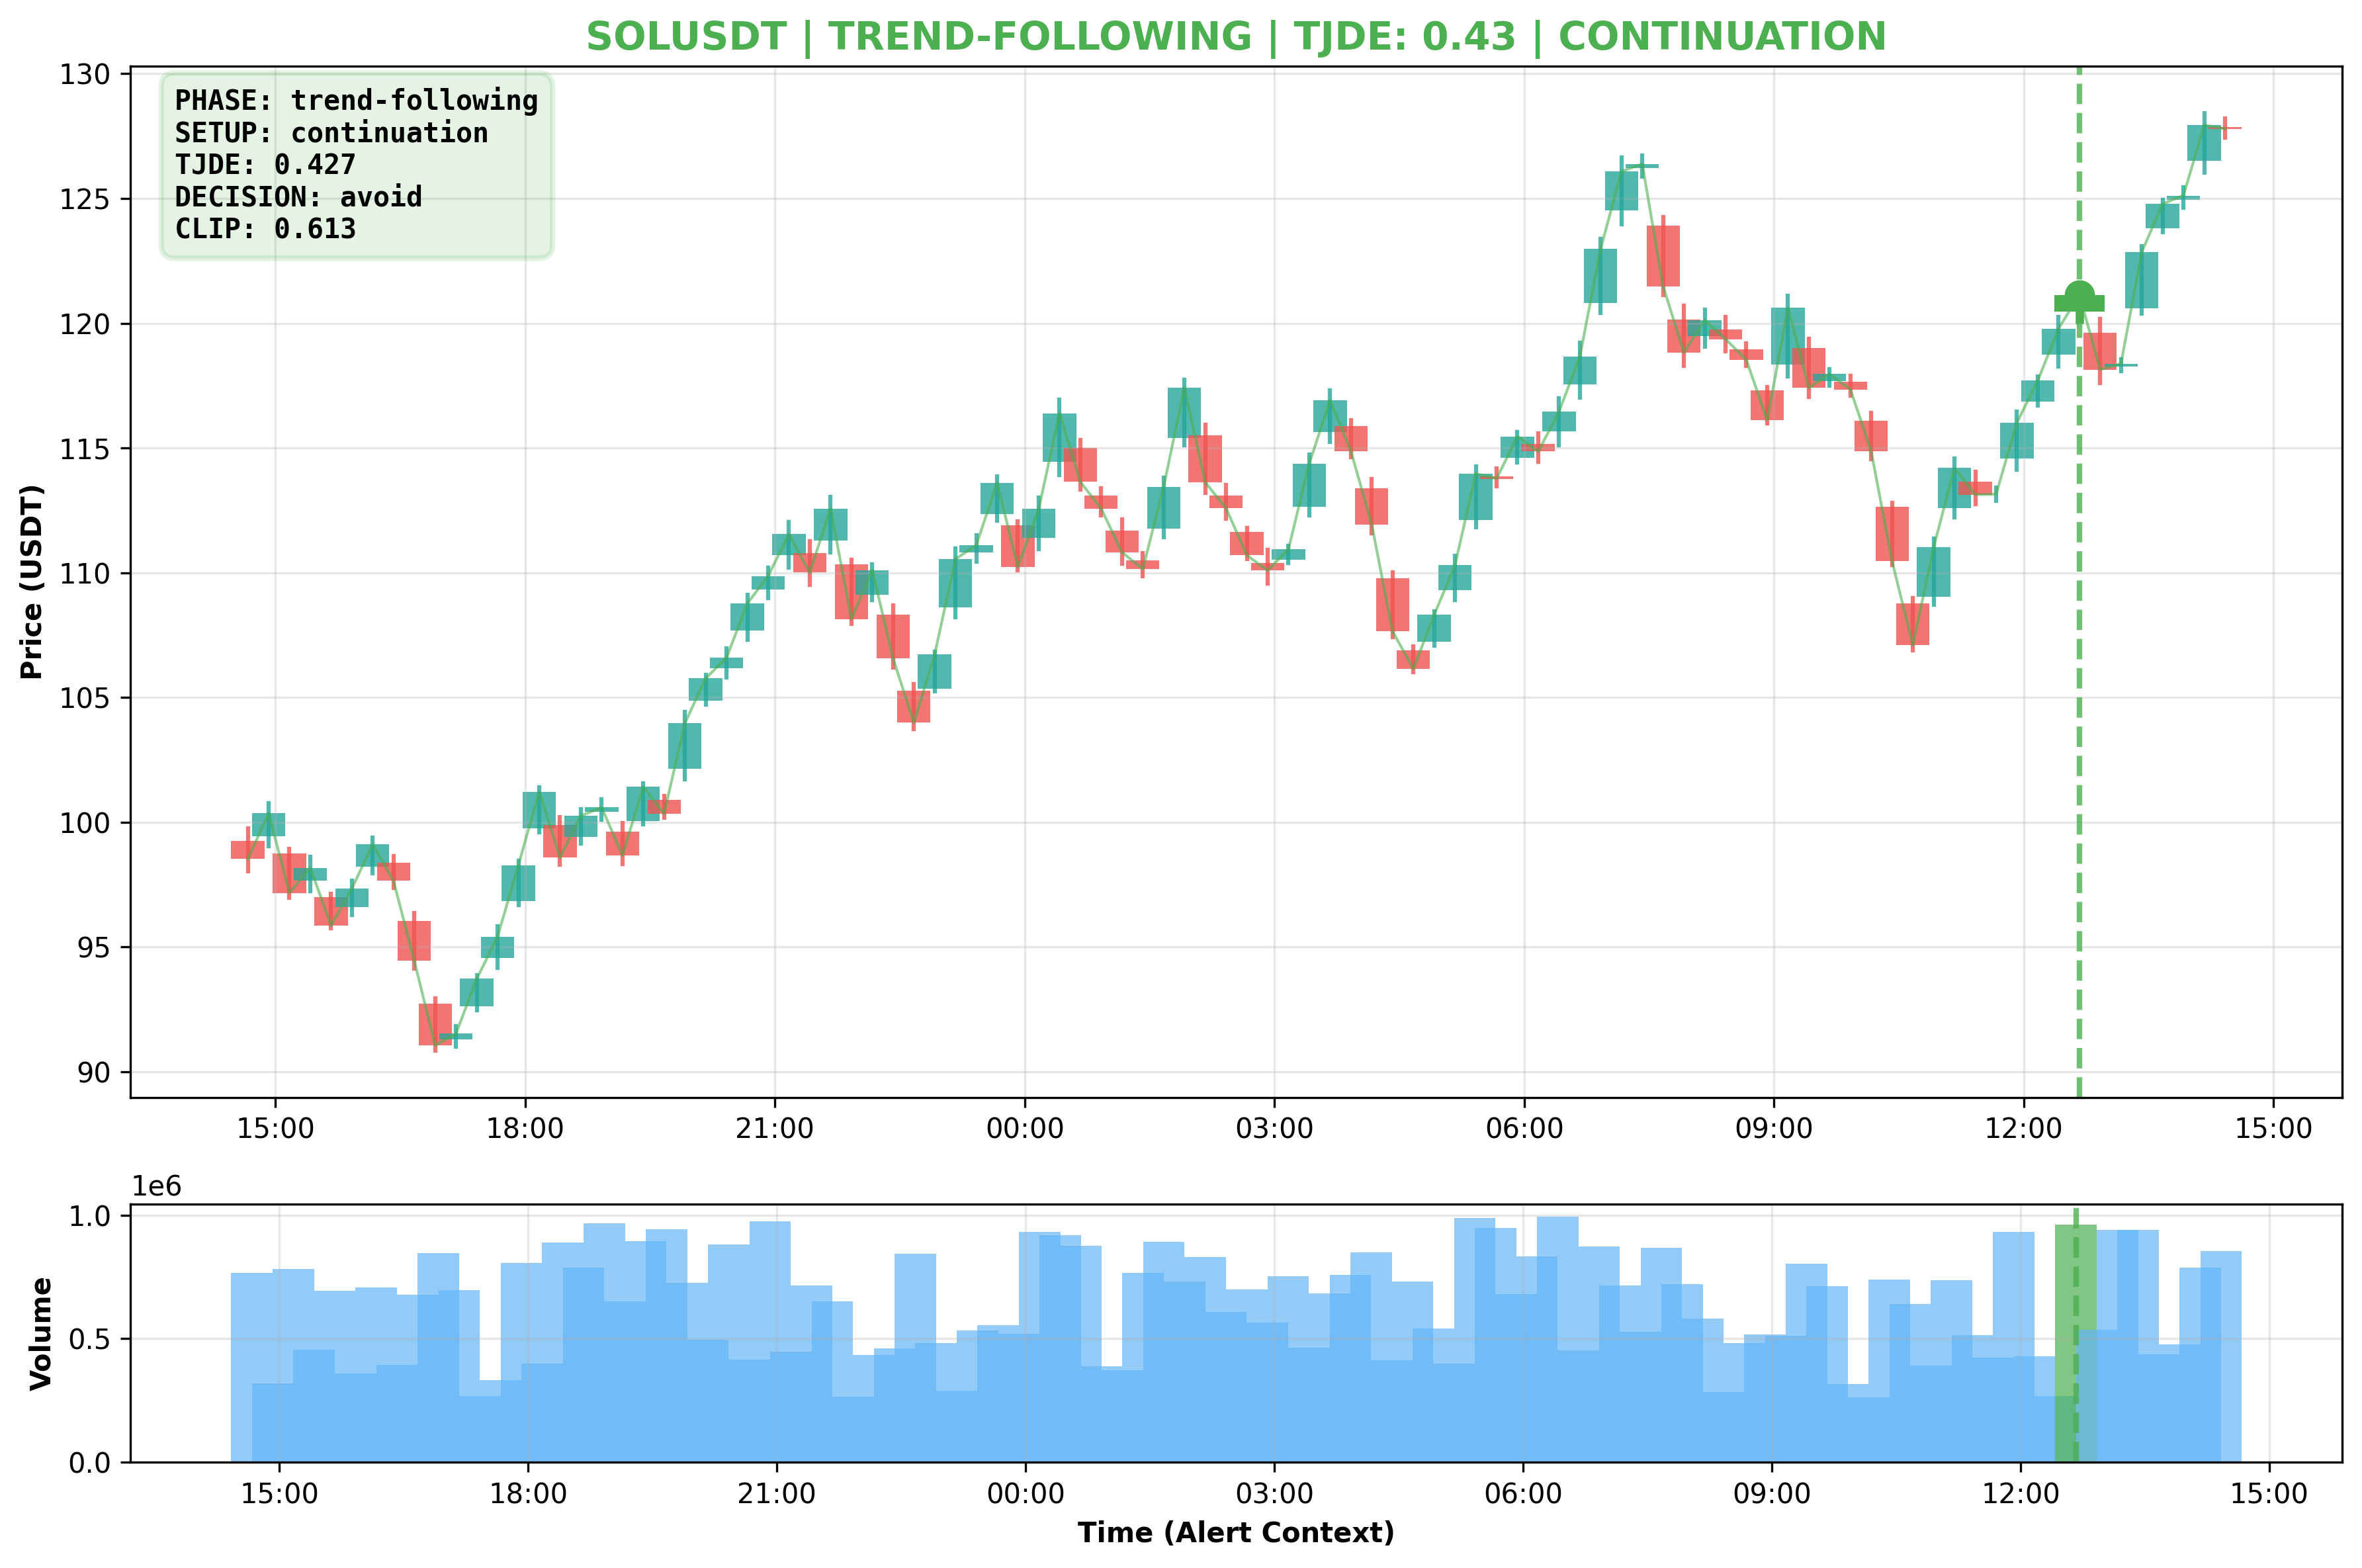 SOLUSDT | TREND-FOLLOWING | TJDE: 0.43 | CONTINUATION
PHASE: trend-following
SETUP: continuation
TJDE: 0.427
DECISION: avoid
CLIP: 0.613
Price (USDT)
130
125
120
115
110
105
100
95
90
15:00 18:00 21:00 00:00 03:00 06:00 09:00 12:00 15:00
1e6
Volume
1.0
0.5
0.0
15:00 18:00 21:00 00:00 03:00 06:00 09:00 12:00 15:00
Time (Alert Context)